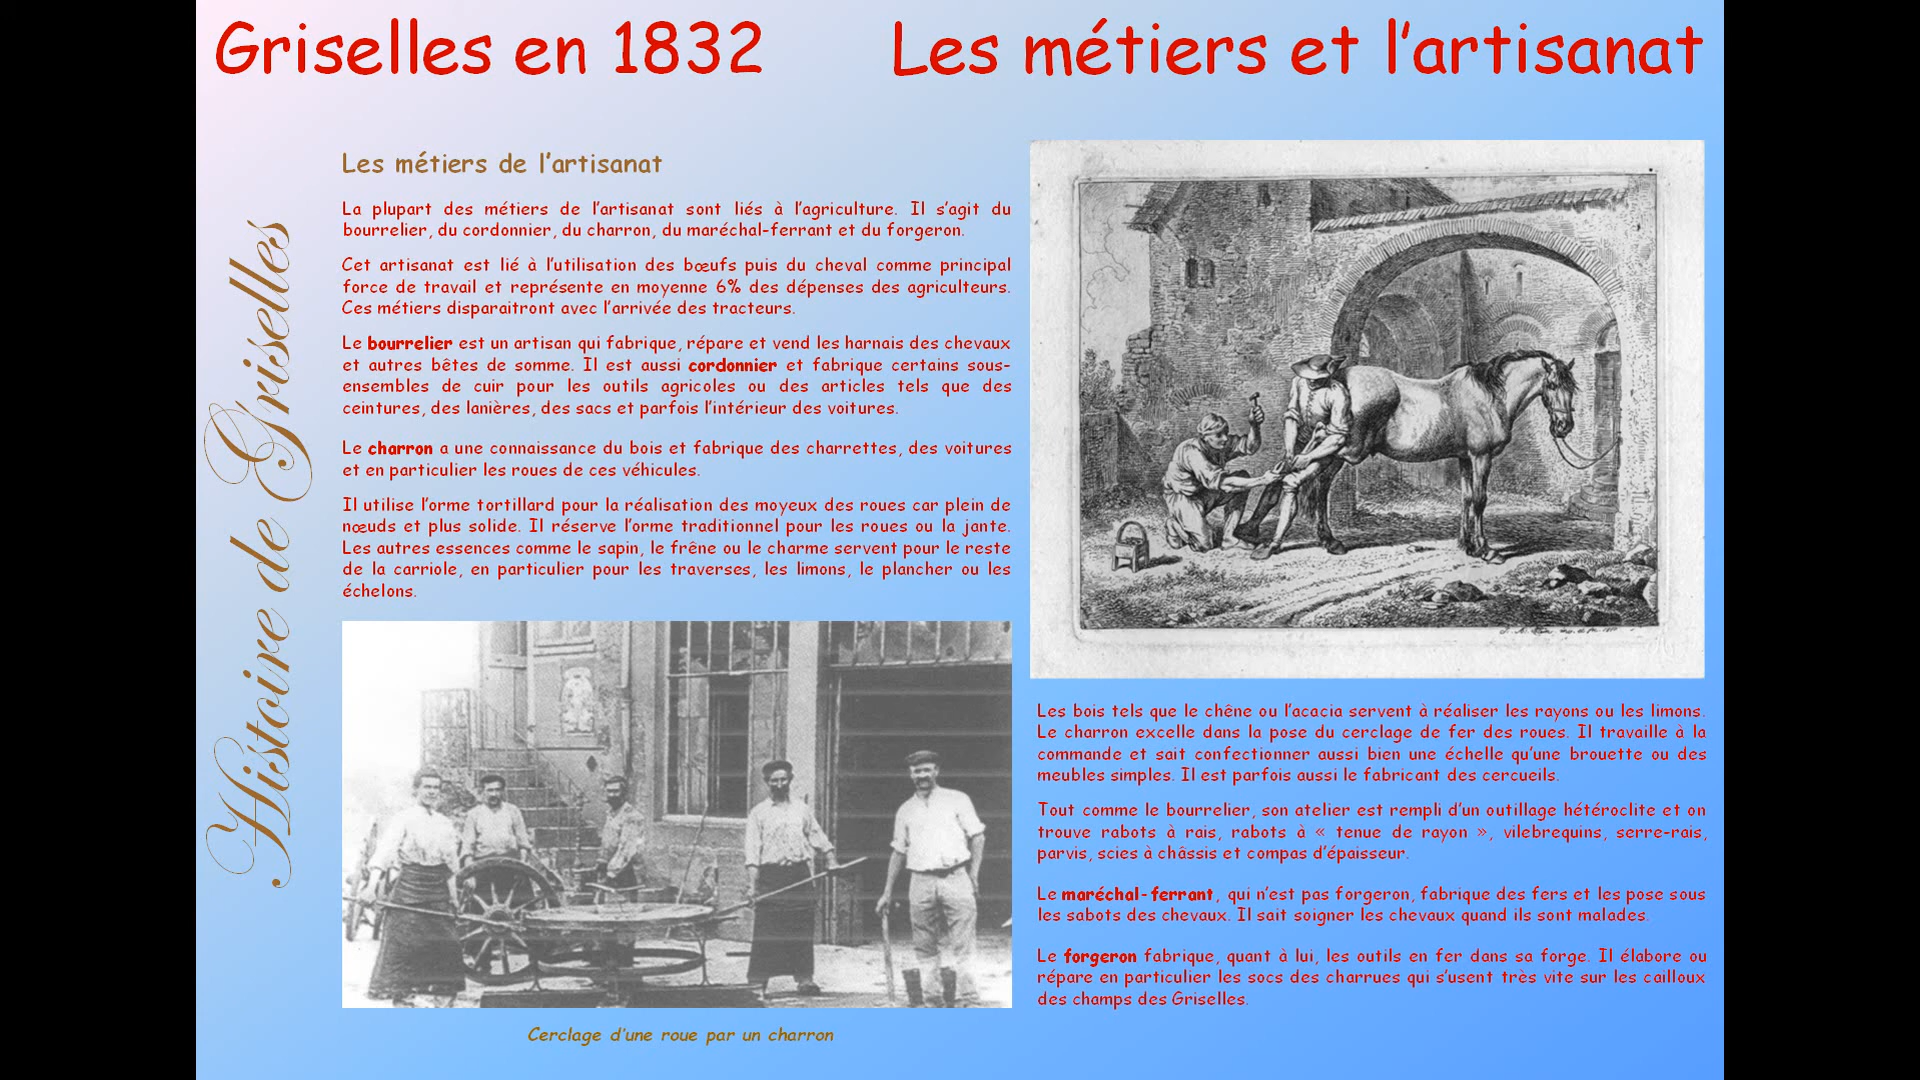 Griselles en 1832 Les métiers et l'artisanat
Histoire de Griselles
Les métiers de l'artisanat
La plupart des métiers de l'artisanat sont liés à l'agriculture. Il s'agit du
bourrelier, du cordonnier, du charron, du maréchal-ferrant et du forgeron.
Cet artisanat est lié à l'utilisation des bœufs puis du cheval comme principal
force de travail et représente en moyenne 6% des dépenses des agriculteurs.
Ces métiers disparaitront avec l'arrivée des tracteurs.
Le bourrelier est un artisan qui fabrique, répare et vend les harnais des chevaux
et autres bêtes de somme. Il est aussi cordonnier et fabrique certains sous-
ensembles de cuir pour les outils agricoles ou des articles tels que des
ceintures, des lanières, des sacs et parfois l'intérieur des voitures.
Le charron a une connaissance du bois et fabrique des charrettes, des voitures
et en particulier les roues de ces véhicules.
Il utilise l'orme tortillard pour la réalisation des moyeux des roues car plein de
nœuds et plus solide. Il réserve l'orme traditionnel pour les roues ou la jante.
Les autres essences comme le sapin, le frêne ou le charme servent pour le reste
de la carriole, en particulier pour les traverses, les limons, le plancher ou les
échelons.
Cerclage d'une roue par un charron
Les bois tels que le chêne ou l'acacia servent à réaliser les rayons ou les limons.
Le charron excelle dans la pose du cerclage de fer des roues. Il travaille à la
commande et sait confectionner aussi bien une échelle qu'une brouette ou des
meubles simples. Il est parfois aussi le fabricant des cercueils.
Tout comme le bourrelier, son atelier est rempli d'un outillage hétéroclite et on
trouve rabots à rais, rabots à « tenue de rayon », vilebrequins, serre-rais,
parvis, scies à châssis et compas d'épaisseur.
Le maréchal-ferrant, qui n'est pas forgeron, fabrique des fers et les pose sous
les sabots des chevaux. Il sait soigner les chevaux quand ils sont malades.
Le forgeron fabrique, quant à lui, les outils en fer dans sa forge. Il élabore ou
répare en particulier les socs des charrues qui s'usent très vite sur les cailloux
des champs des Griselles.